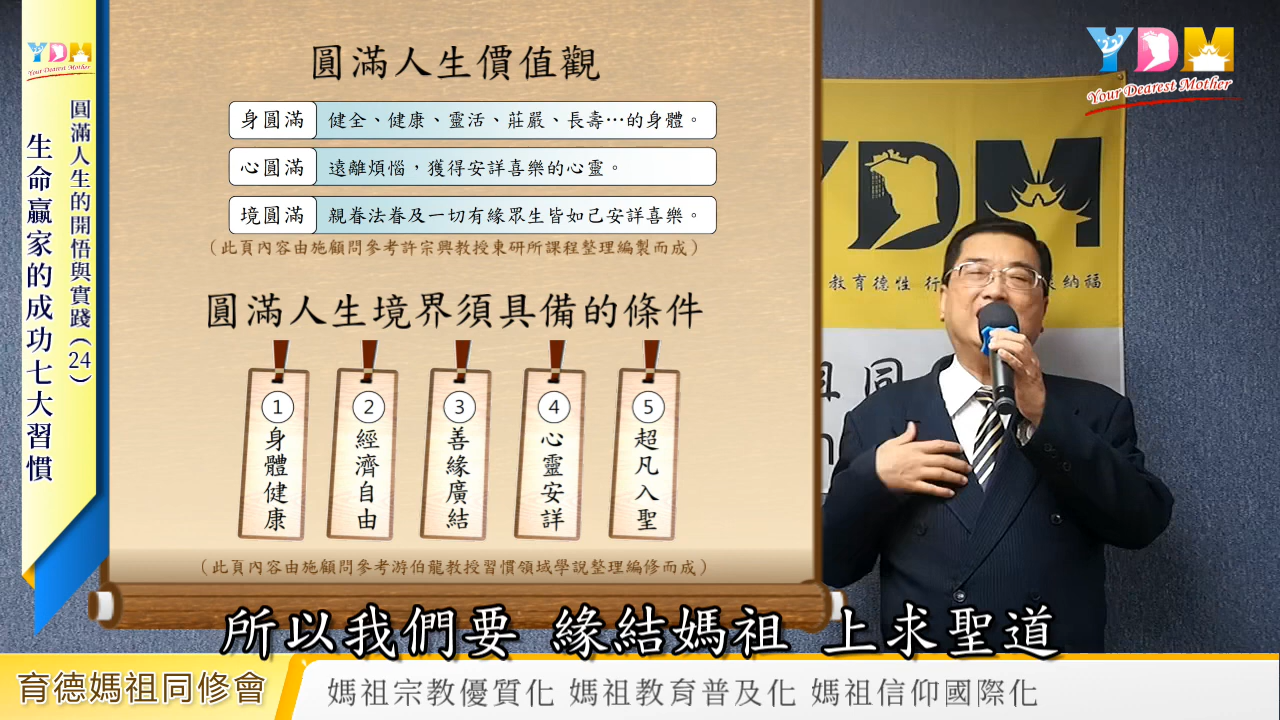 YDM
Your Dearest Mother
圓滿人生的開悟與實踐（24）
生命贏家的成功七大習慣
圓滿人生價值觀
身圓滿 健全、健康、靈活、莊嚴、長壽…的身體。
心圓滿 遠離煩惱，獲得安詳喜樂的心靈。
境圓滿 親眷法眷及一切有緣眾生皆如己安詳喜樂。
（此頁內容由施顧問參考許宗興教授東研所課程整理編製而成）
圓滿人生境界須具備的條件
1 身體健康
2 經濟自由
3 善緣廣結
4 心靈安詳
5 超凡入聖
（此頁內容由施顧問參考游伯龍教授習慣領域學說整理編修而成）
YDM
Your Dearest Mother
YDM
教育德性 行
納福
同
所以我們要 緣結媽祖 上求聖道
育德媽祖同修會
媽祖宗教優質化 媽祖教育普及化 媽祖信仰國際化